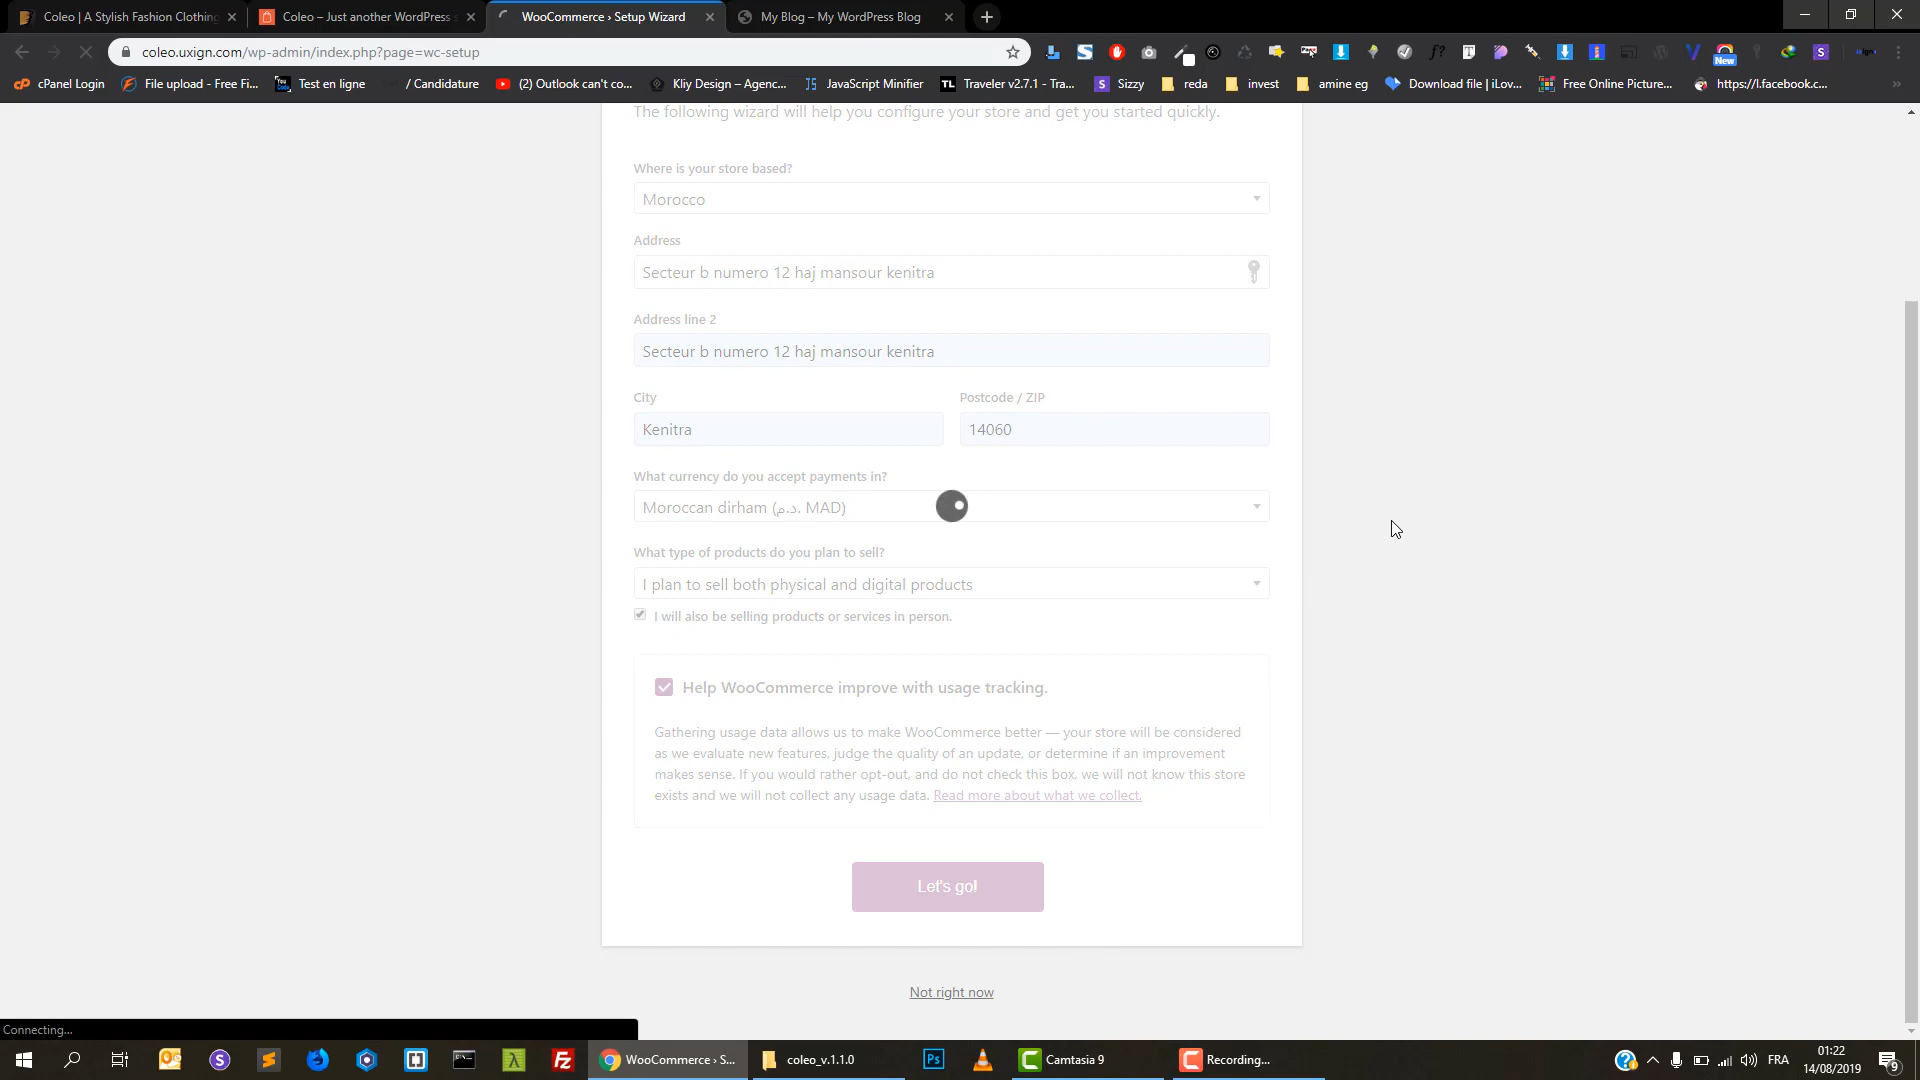 Coleo | A Stylish Fashion Clothing
Coleo – Just another WordPress s
WooCommerce › Setup Wizard
My Blog – My WordPress Blog
coleo.uxign.com/wp-admin/index.php?page=wc-setup
New
cPanel Login
File upload - Free Fi...
Test en ligne
/ Candidature
(2) Outlook can't co...
Kliy Design – Agenc...
JavaScript Minifier
Traveler v2.7.1 - Tra...
Sizzy
reda
invest
amine eg
Download file | iLov...
Free Online Picture...
https://l.facebook.c...
The following wizard will help you configure your store and get you started quickly.
Where is your store based?
Morocco
Address
Secteur b numero 12 haj mansour kenitra
Address line 2
Secteur b numero 12 haj mansour kenitra
City
Postcode / ZIP
Kenitra
14060
What currency do you accept payments in?
Moroccan dirham (د.م. MAD)
What type of products do you plan to sell?
I plan to sell both physical and digital products
I will also be selling products or services in person.
Help WooCommerce improve with usage tracking.
Gathering usage data allows us to make WooCommerce better — your store will be considered
as we evaluate new features, judge the quality of an update, or determine if an improvement
makes sense. If you would rather opt-out, and do not check this box, we will not know this store
exists and we will not collect any usage data. Read more about what we collect.
Let's go!
Not right now
Connecting...
WooCommerce › S...
coleo_v.1.1.0
Camtasia 9
Recording...
FRA
01:22
14/08/2019
9